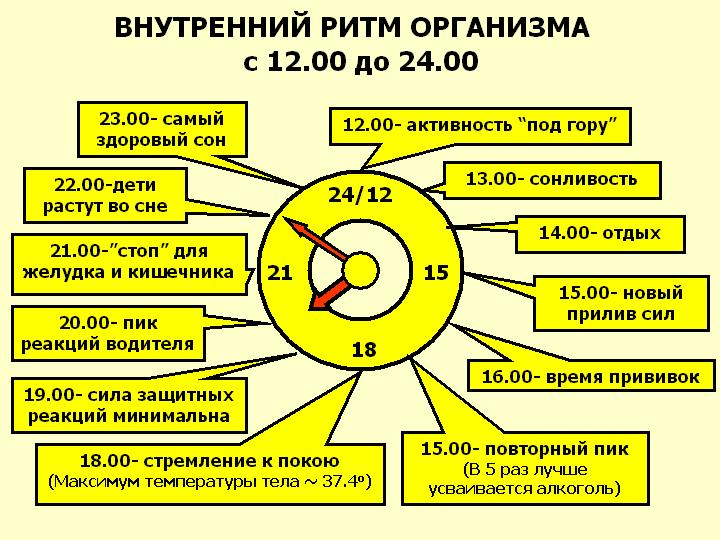 ВНУТРЕННИЙ РИТМ ОРГАНИЗМА
с 12.00 до 24.00
23.00- самый
здоровый сон
12.00- активность “под гору”
22.00-дети
растут во сне
13.00- сонливость
24/12
14.00- отдых
21.00-”стоп” для
желудка и кишечника
21
15
15.00- новый
прилив сил
20.00- пик
реакций водителя
18
16.00- время прививок
19.00- сила защитных
реакций минимальна
18.00- стремление к покою
(Максимум температуры тела ~ 37.4º)
15.00- повторный пик
(В 5 раз лучше
усваивается алкоголь)